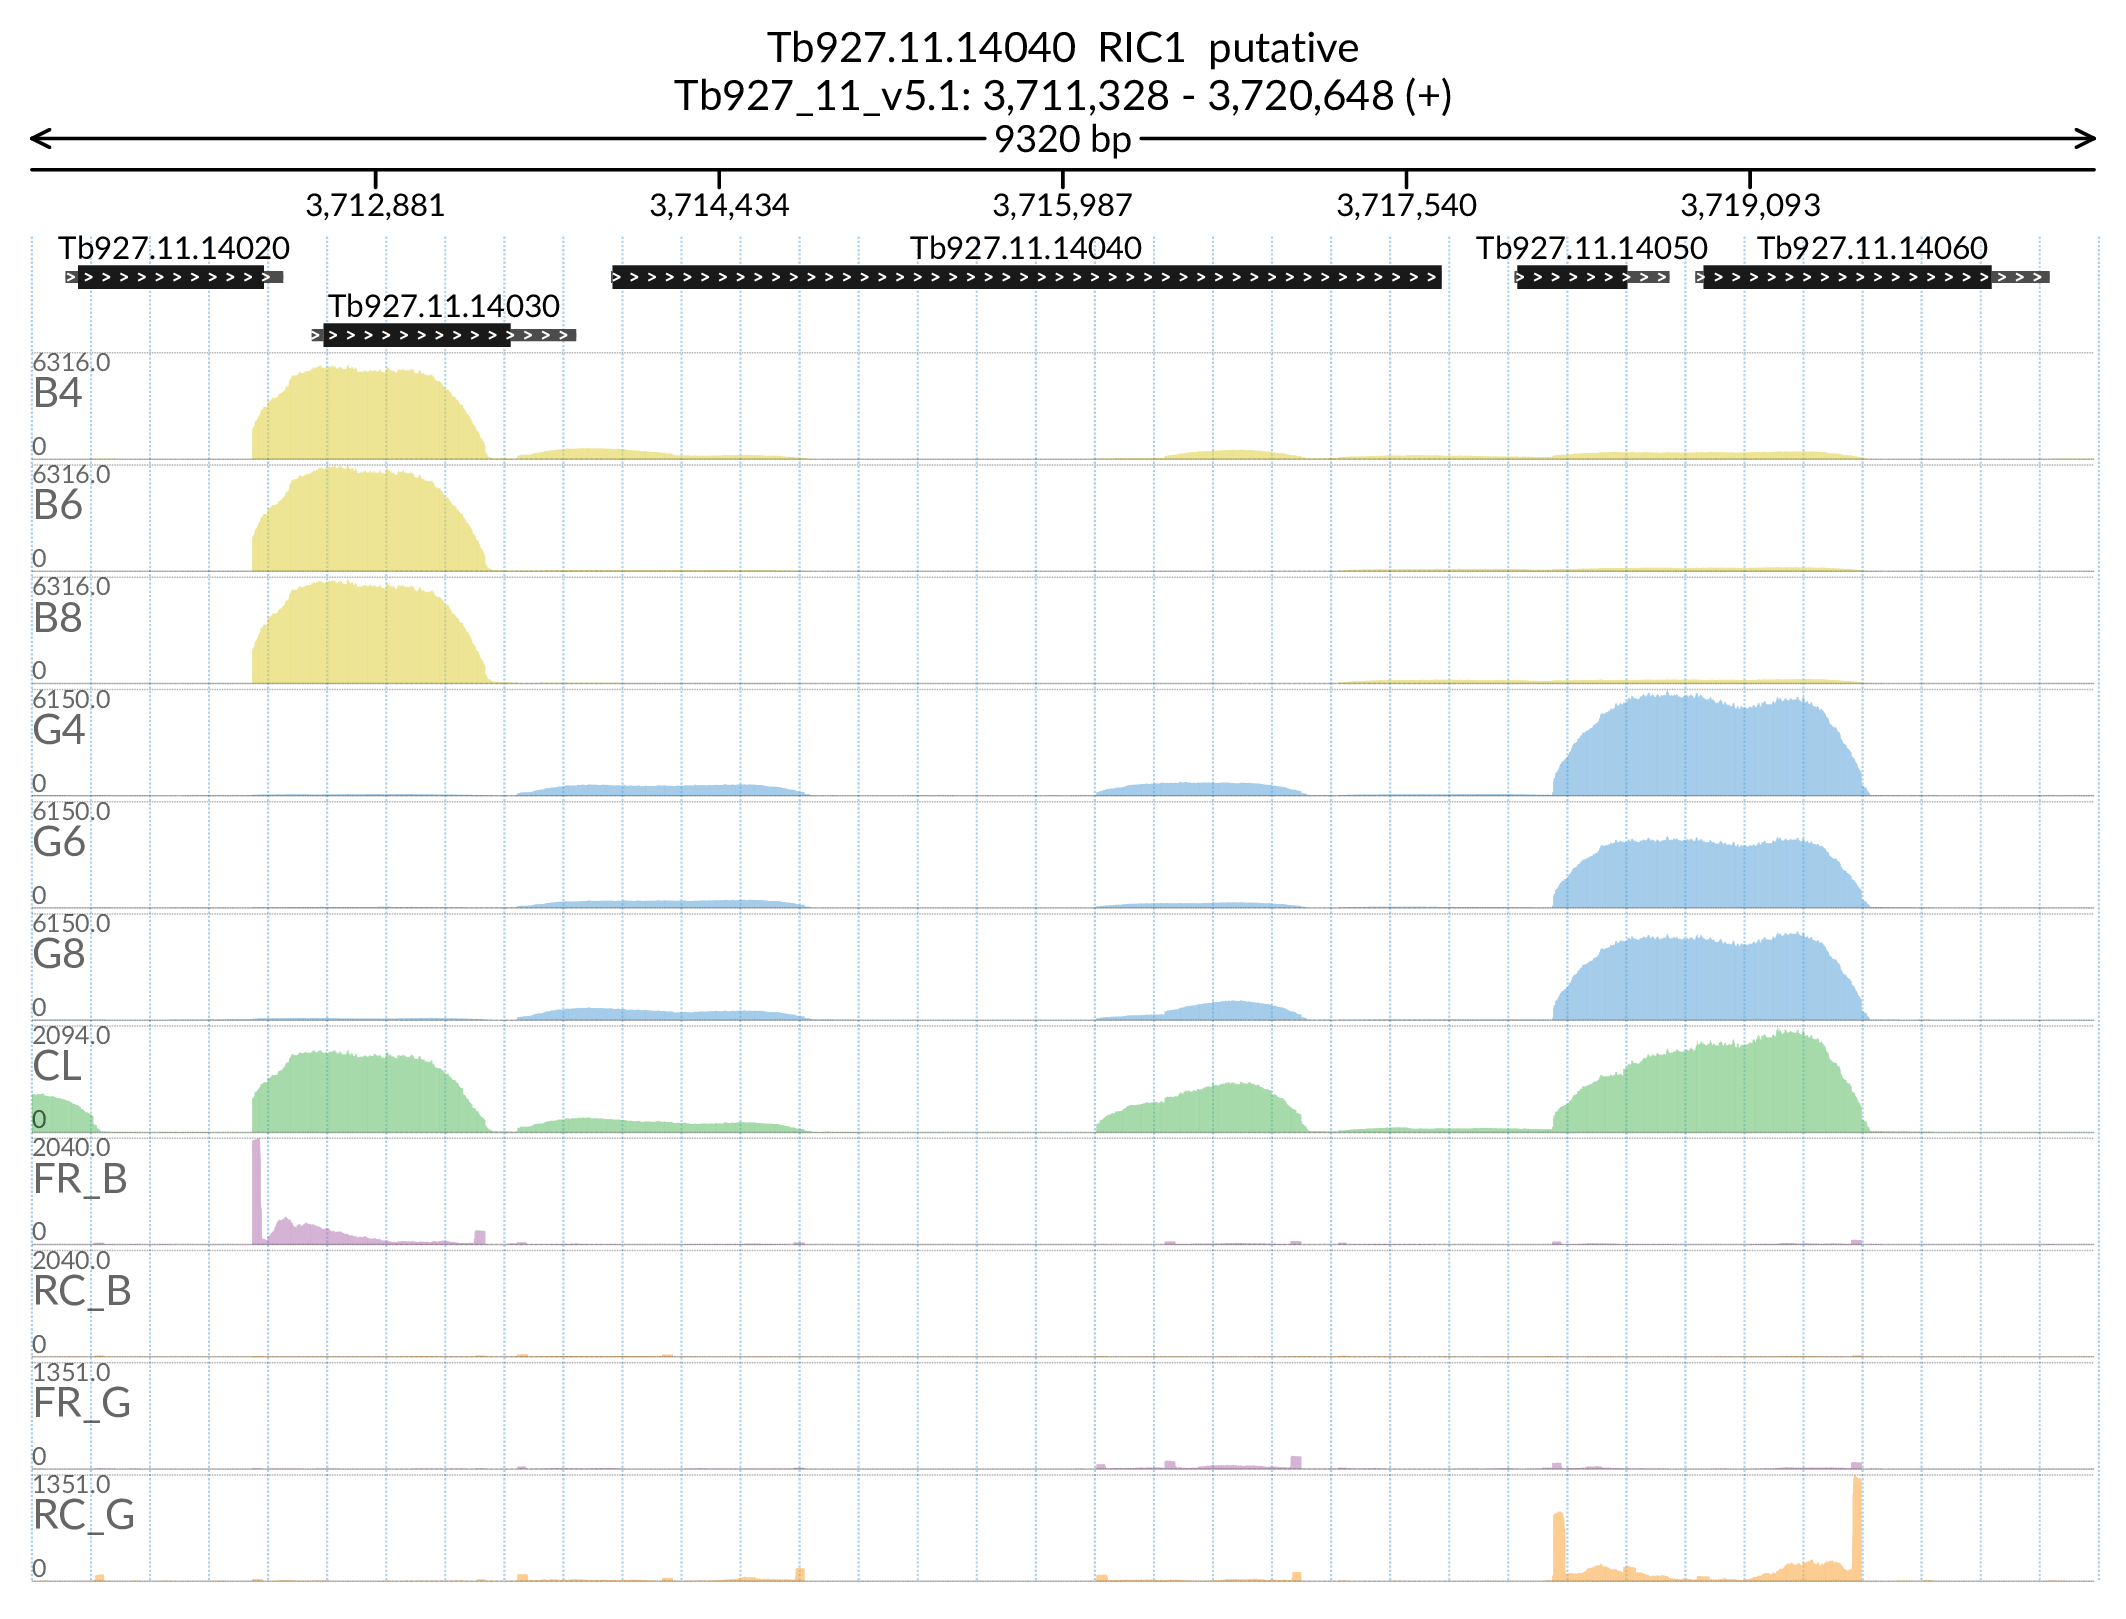 Tb927.11.14040 RIC1 putative
Tb927_11_v5.1: 3,711,328 - 3,720,648 (+)
9320 bp
3,712,881 3,714,434 3,715,987 3,717,540 3,719,093
Tb927.11.14020 Tb927.11.14040 Tb927.11.14050 Tb927.11.14060
Tb927.11.14030
6316.0
B4
0
6316.0
B6
0
6316.0
B8
0
6150.0
G4
0
6150.0
G6
0
6150.0
G8
0
2094.0
CL
0
2040.0
FR_B
0
2040.0
RC_B
0
1351.0
FR_G
0
1351.0
RC_G
0